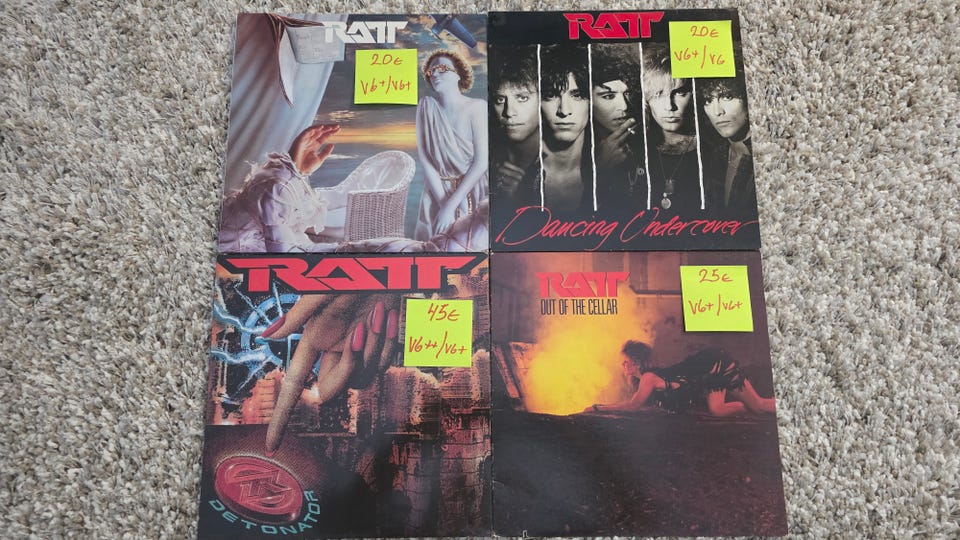 RATT
20€
VG+/VG+
RATT
20€
VG+/VG
Dancing Undercover
RATT
45€
VG++/VG+
DETONATOR
RATT
OUT OF THE CELLAR
25€
VG+/VG+